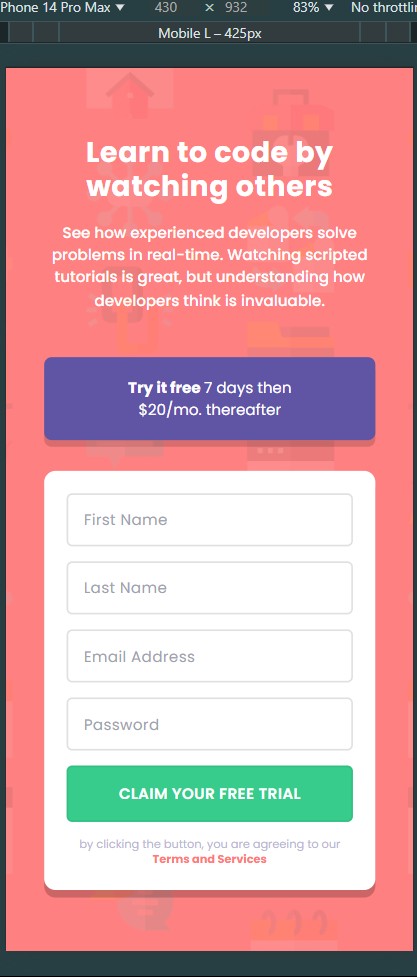 Phone 14 Pro Max ▼ 430 × 932 83% ▼ No throttlin
Mobile L – 425px
Learn to code by
watching others
See how experienced developers solve
problems in real-time. Watching scripted
tutorials is great, but understanding how
developers think is invaluable.
Try it free 7 days then
$20/mo. thereafter
First Name
Last Name
Email Address
Password
CLAIM YOUR FREE TRIAL
by clicking the button, you are agreeing to our
Terms and Services